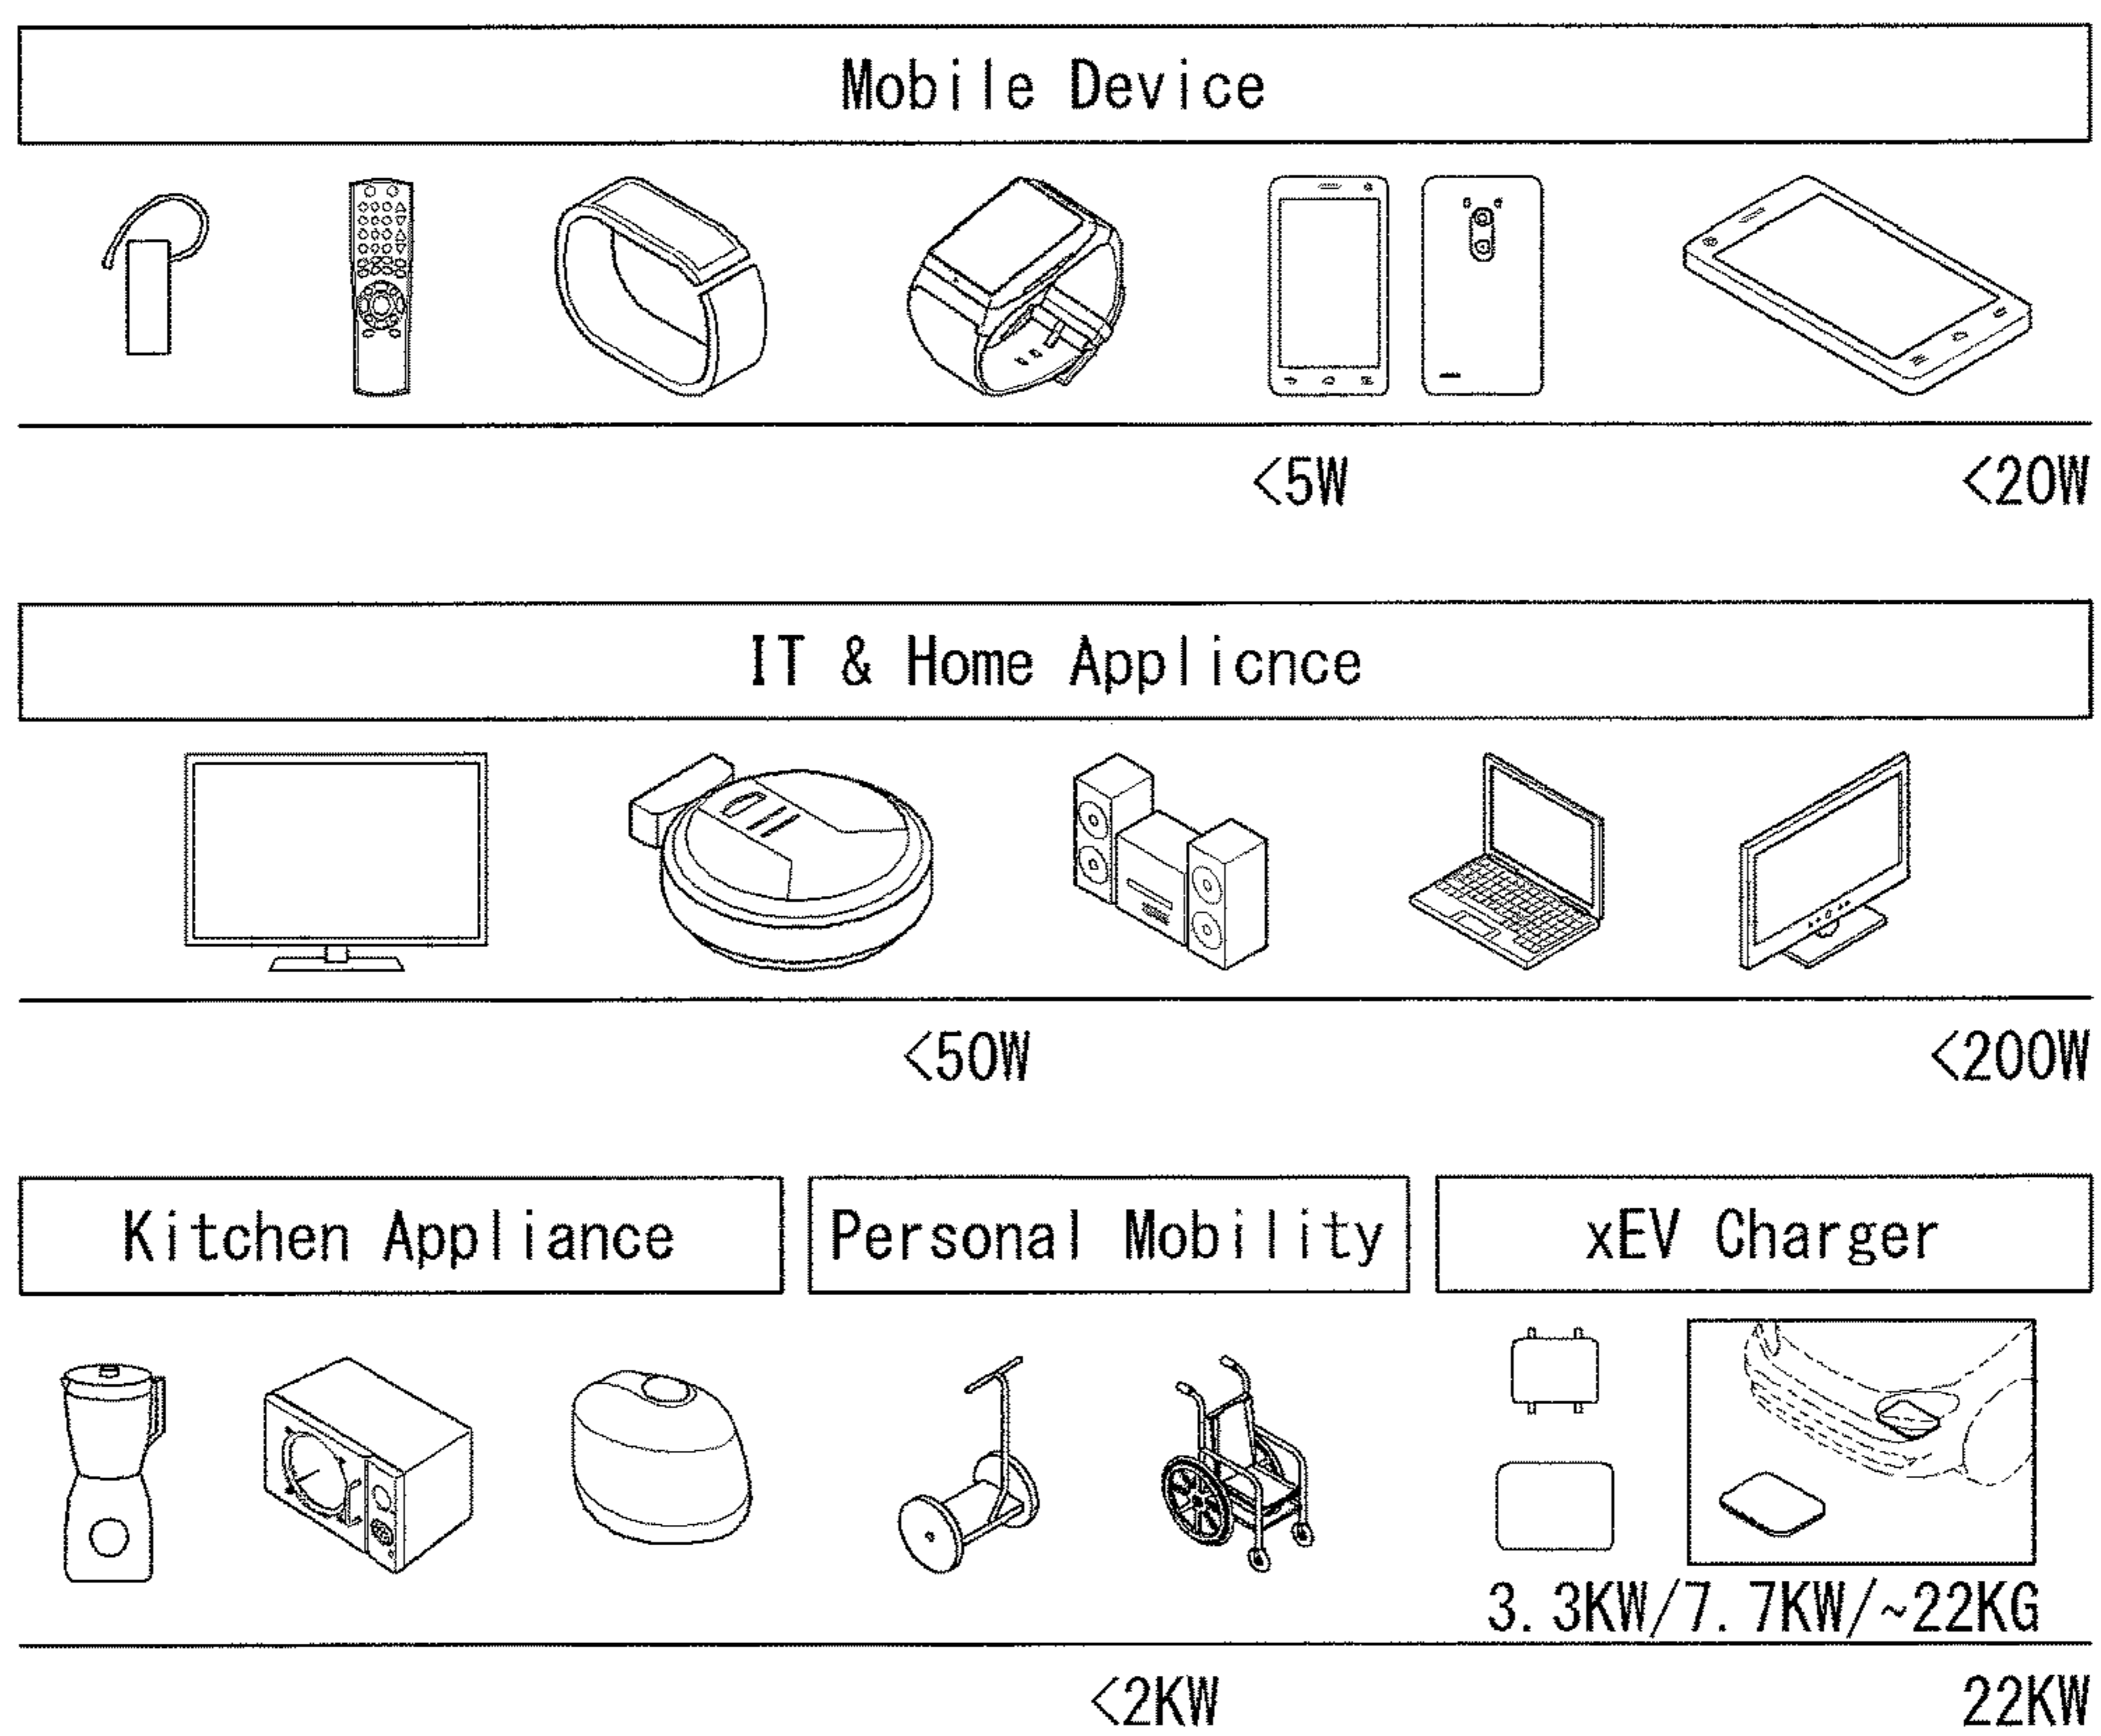 Mobile Device
<5W <20W
IT & Home Applicnce
<50W <200W
Kitchen Appliance Personal Mobility xEV Charger
3.3KW/7.7KW/~22KG
<2KW 22KW